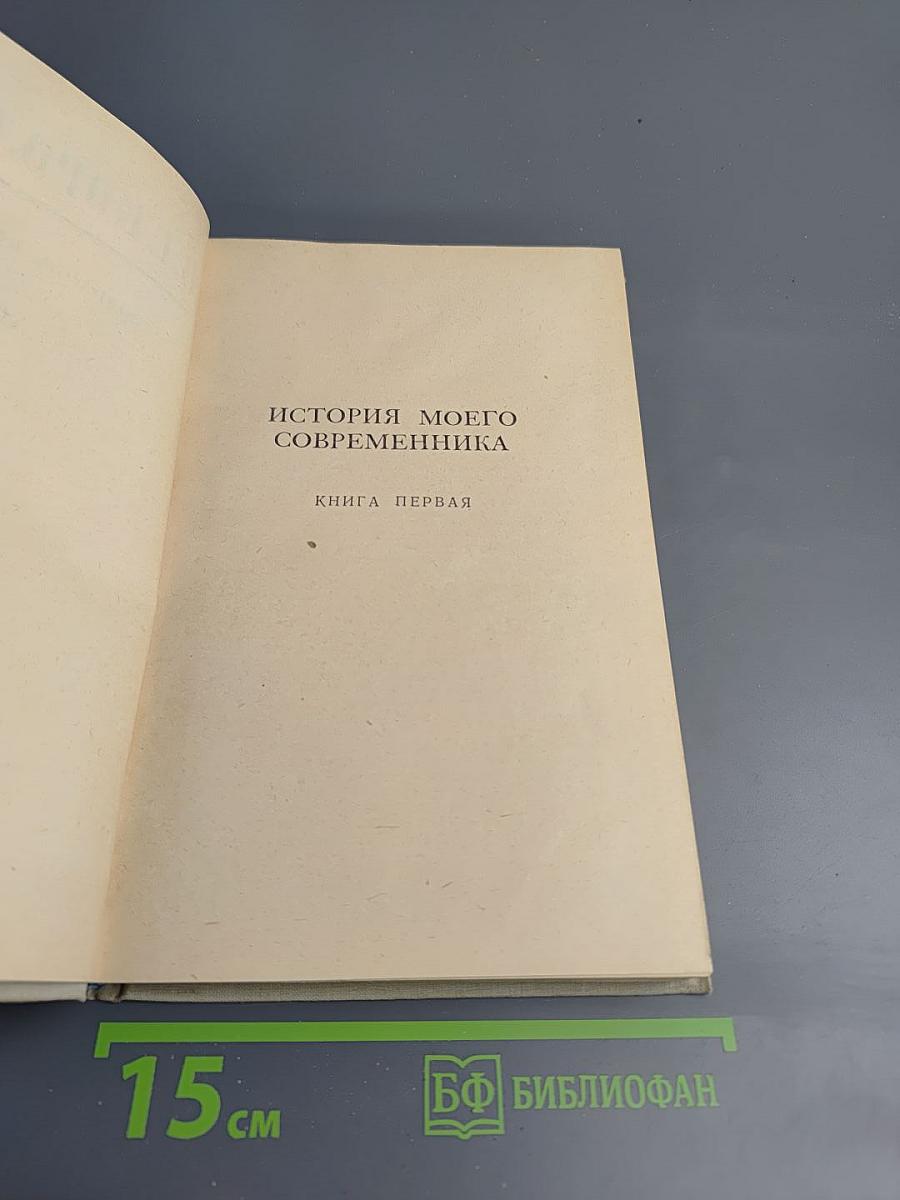 ИСТОРИЯ МОЕГО
СОВРЕМЕННИКА
КНИГА ПЕРВАЯ
15 СМ
БФ БИБЛИОФАН